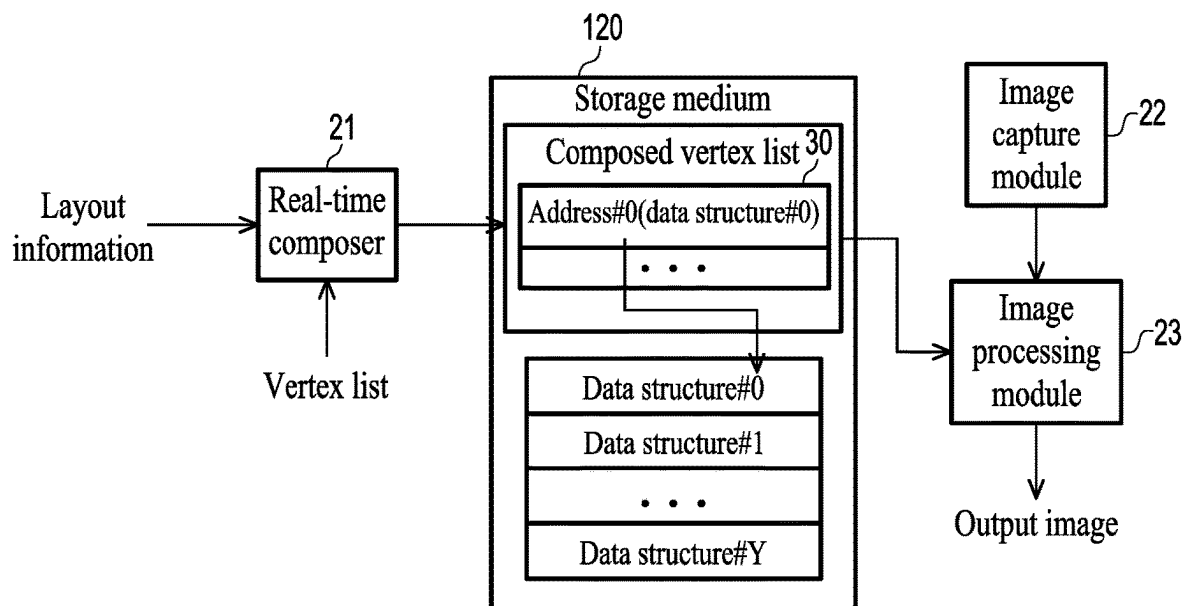 120
Storage medium
Composed vertex list
30
Address#0(data structure#0)
• • •
Data structure#0
Data structure#1
• • •
Data structure#Y
Layout
information
21
Real-time
composer
Vertex list
Image
capture
module
22
Image
processing
module
23
Output image